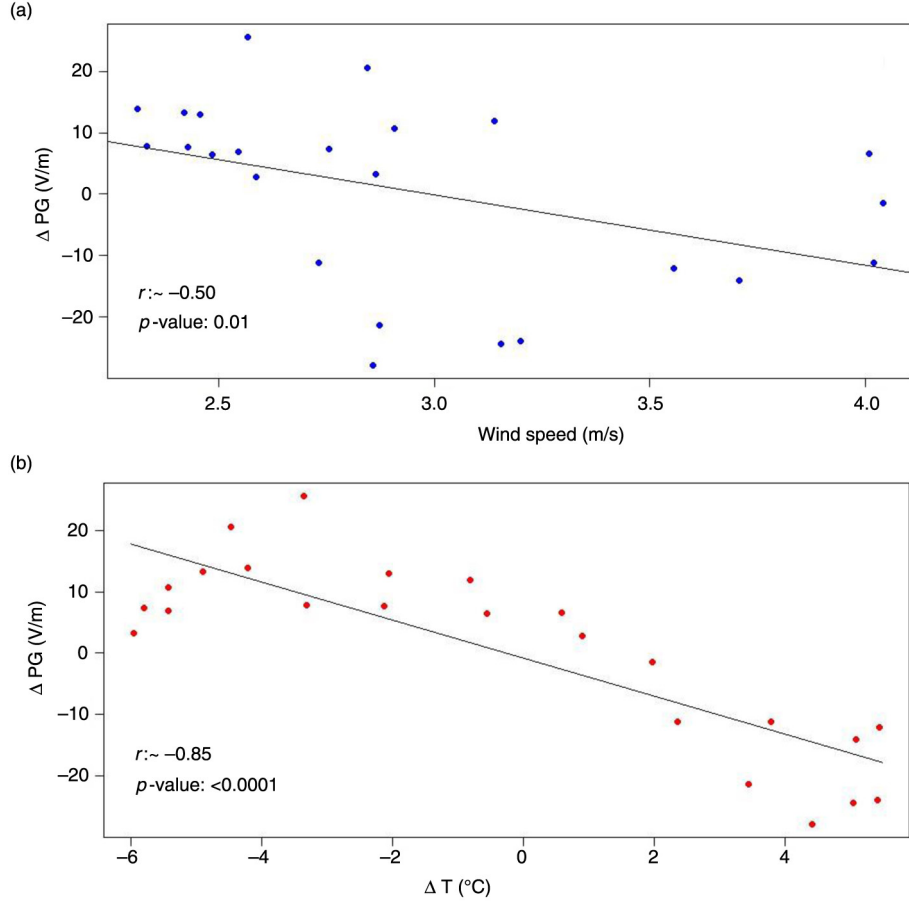 (a)
20
10
0
−10
−20
Δ PG (V/m)
r:~ −0.50
p-value: 0.01
2.5 3.0 3.5 4.0
Wind speed (m/s)
(b)
20
10
0
−10
−20
Δ PG (V/m)
r:~ −0.85
p-value: <0.0001
−6 −4 −2 0 2 4
Δ T (°C)